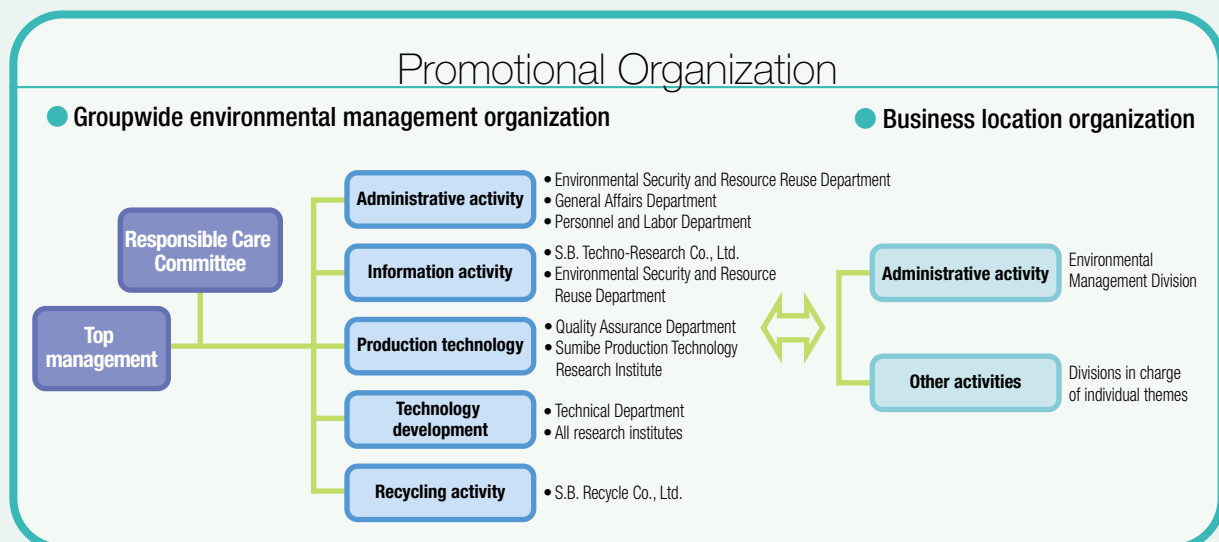 Promotional Organization
● Groupwide environmental management organization
Top
management
Responsible Care
Committee
Administrative activity
• Environmental Security and Resource Reuse Department
• General Affairs Department
• Personnel and Labor Department
Information activity
• S.B. Techno-Research Co., Ltd.
• Environmental Security and Resource
Reuse Department
Production technology
• Quality Assurance Department
• Sumibe Production Technology
Research Institute
Technology
development
• Technical Department
• All research institutes
Recycling activity
• S.B. Recycle Co., Ltd.
● Business location organization
Administrative activity
Environmental
Management Division
Other activities
Divisions in charge
of individual themes